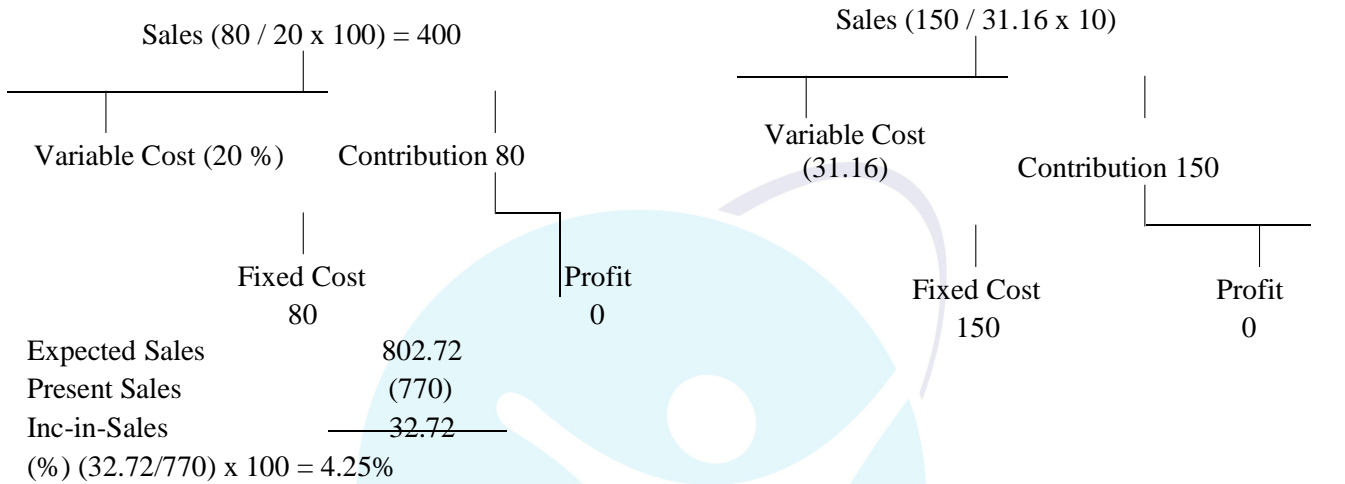 Sales (80 / 20 x 100) = 400
Variable Cost (20 %) Contribution 80
Fixed Cost
80
Profit
0
Sales (150 / 31.16 x 10)
Variable Cost
(31.16)
Contribution 150
Fixed Cost
150
Profit
0
Expected Sales 802.72
Present Sales (770)
Inc-in-Sales 32.72
(%) (32.72/770) x 100 = 4.25%